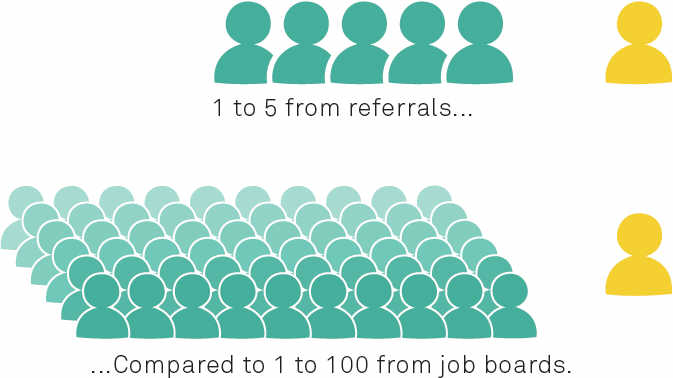 1 to 5 from referrals...
...Compared to 1 to 100 from job boards.